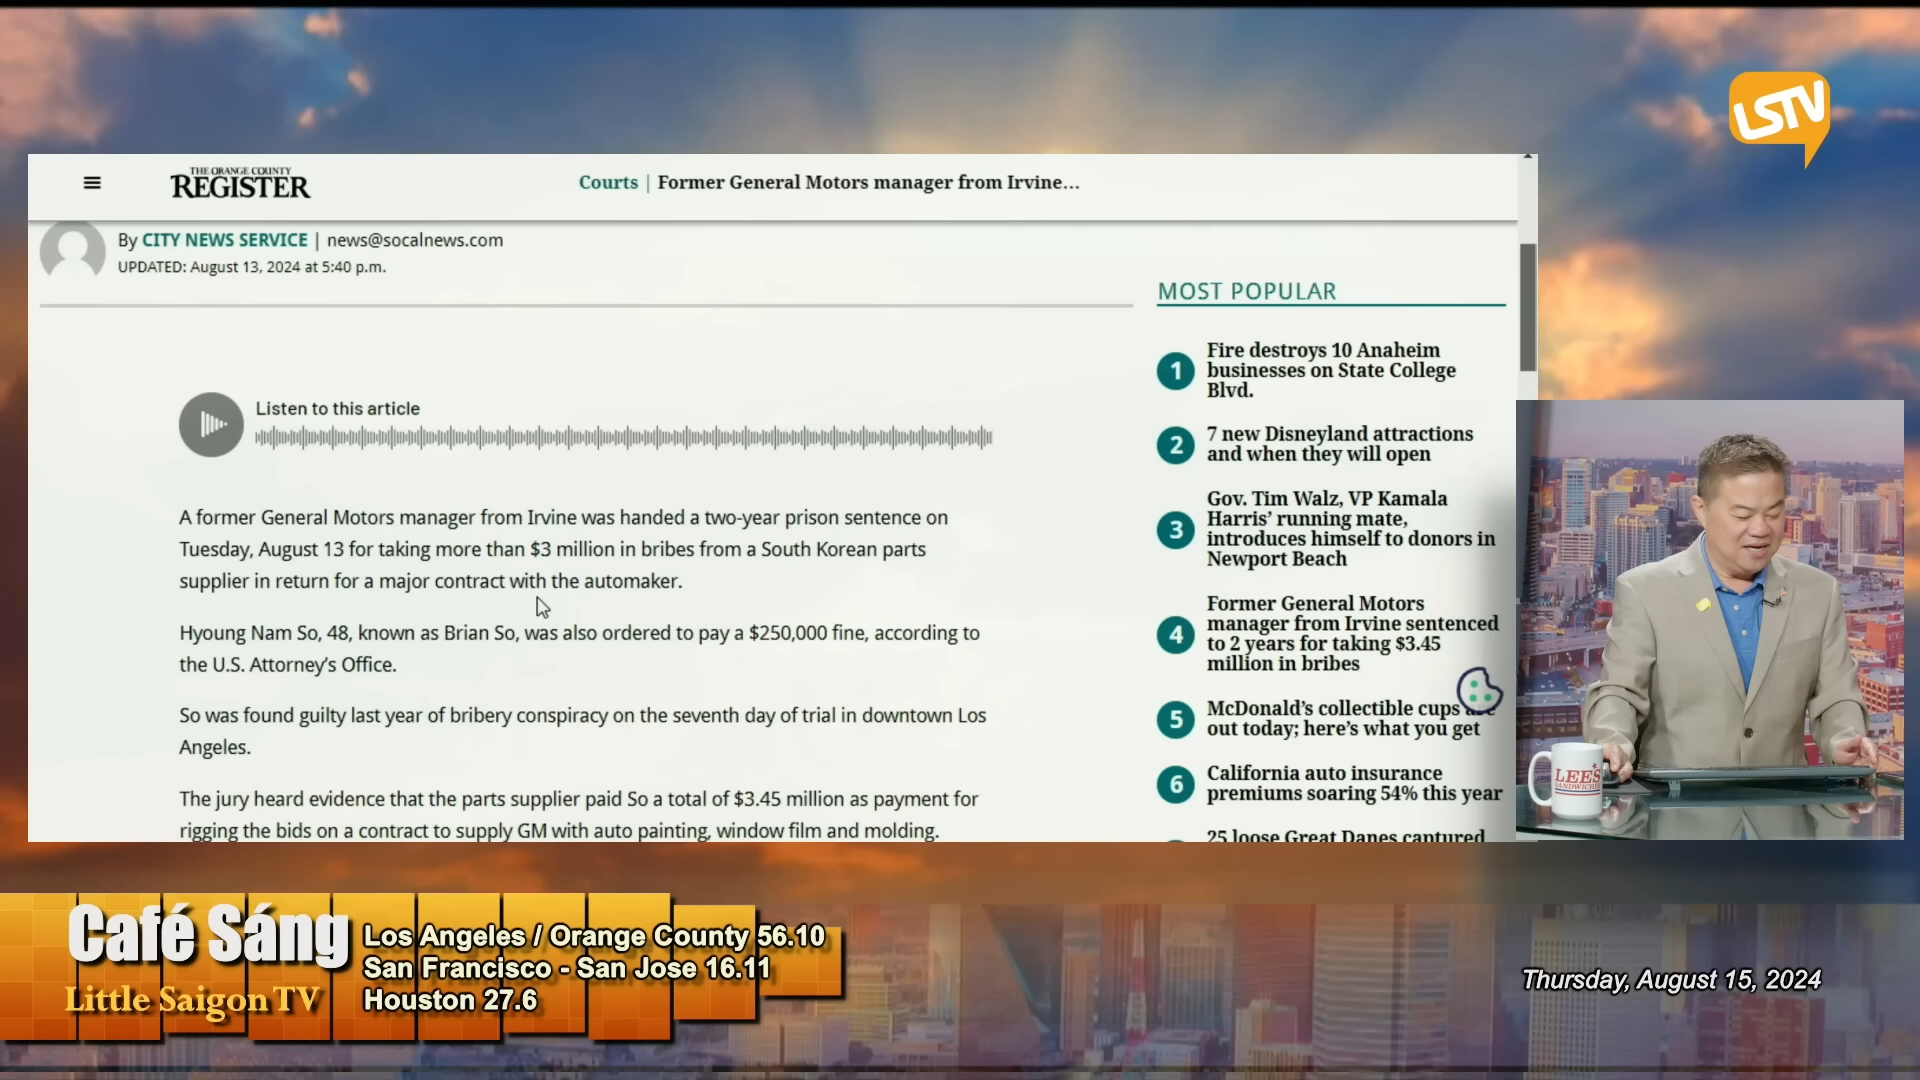 LSTV
THE ORANGE COUNTY
REGISTER
Courts | Former General Motors manager from Irvine...
By CITY NEWS SERVICE | news@socalnews.com
UPDATED: August 13, 2024 at 5:40 p.m.
Listen to this article
A former General Motors manager from Irvine was handed a two-year prison sentence on
Tuesday, August 13 for taking more than $3 million in bribes from a South Korean parts
supplier in return for a major contract with the automaker.
Hyoung Nam So, 48, known as Brian So, was also ordered to pay a $250,000 fine, according to
the U.S. Attorney's Office.
So was found guilty last year of bribery conspiracy on the seventh day of trial in downtown Los
Angeles.
The jury heard evidence that the parts supplier paid So a total of $3.45 million as payment for
rigging the bids on a contract to supply GM with auto painting, window film and molding.
MOST POPULAR
1
Fire destroys 10 Anaheim
businesses on State College
Blvd.
2
7 new Disneyland attractions
and when they will open
3
Gov. Tim Walz, VP Kamala
Harris' running mate,
introduces himself to donors in
Newport Beach
4
Former General Motors
manager from Irvine sentenced
to 2 years for taking $3.45
million in bribes
5
McDonald's collectible cups are
out today; here's what you get
6
California auto insurance
premiums soaring 54% this year
25 loose Great Danes captured
LEE'S
SANDWICHES
Café Sáng
Little Saigon TV
Los Angeles / Orange County 56.10
San Francisco - San Jose 16.11
Houston 27.6
Thursday, August 15, 2024